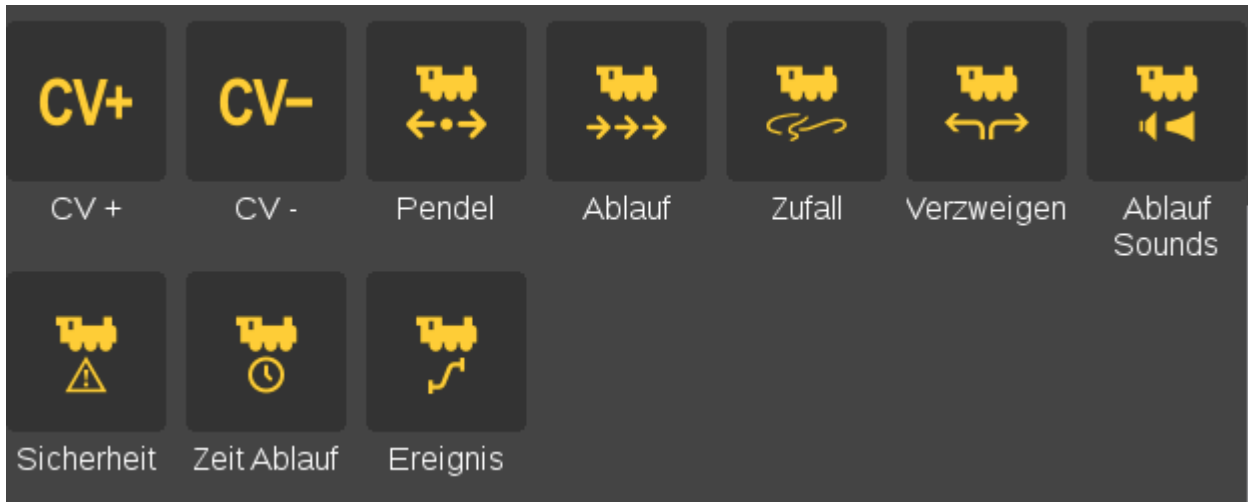 CV+ CV–
CV + CV - Pendel Ablauf Zufall Verzweigen Ablauf
Sounds
Sicherheit Zeit Ablauf Ereignis